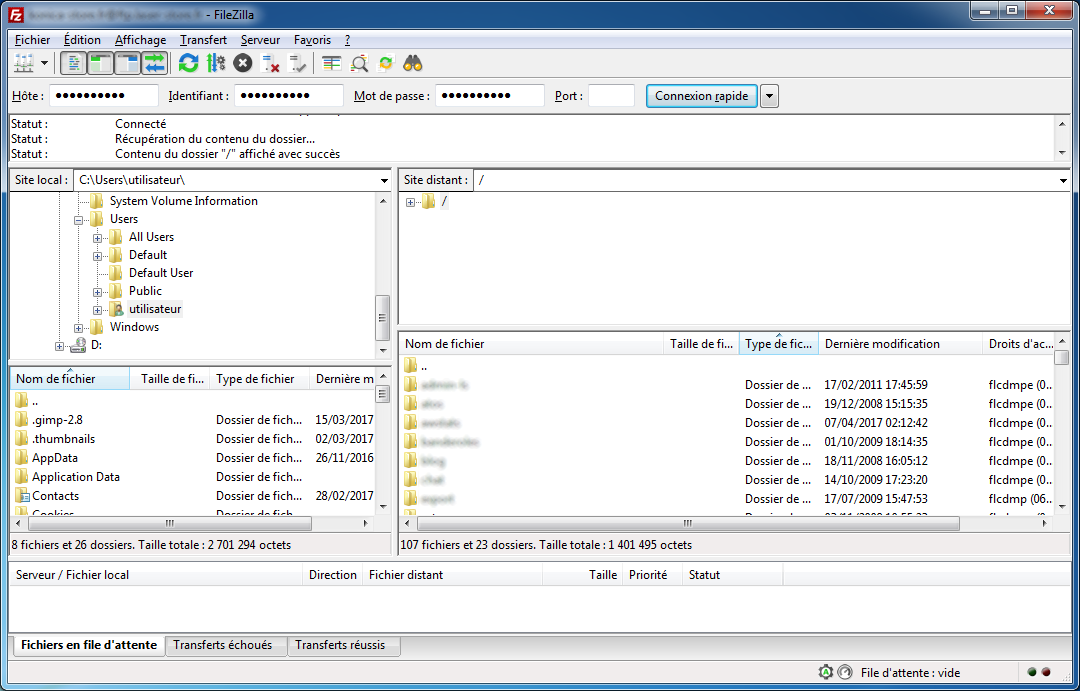 - FileZilla
Fichier Édition Affichage Transfert Serveur Favoris ?
Hôte : ●●●●●●●●●● Identifiant : ●●●●●●●●●● Mot de passe : ●●●●●●●●●● Port : Connexion rapide
Statut : Connecté
Statut : Récupération du contenu du dossier...
Statut : Contenu du dossier "/" affiché avec succès
Site local : C:\Users\utilisateur\
System Volume Information
Users
All Users
Default
Default User
Public
utilisateur
Windows
D:
Nom de fichier Taille de fi... Type de fichier Dernière m
..
.gimp-2.8 Dossier de fich... 15/03/2017
.thumbnails Dossier de fich... 02/03/2017
AppData Dossier de fich... 26/11/2016
Application Data Dossier de fich...
Contacts Dossier de fich... 28/02/2017
Cookies Dossier de fich...
8 fichiers et 26 dossiers. Taille totale : 2 701 294 octets
Site distant : /
/
Nom de fichier Taille de fi... Type de fic... Dernière modification Droits d'ac...
..
Dossier de ... 17/02/2011 17:45:59 flcdmpe (0...
Dossier de ... 19/12/2008 15:15:35 flcdmpe (0...
Dossier de ... 07/04/2017 02:12:42 flcdmpe (0...
Dossier de ... 01/10/2009 18:14:35 flcdmpe (0...
Dossier de ... 18/11/2008 16:05:12 flcdmpe (0...
Dossier de ... 14/10/2009 17:23:20 flcdmpe (0...
Dossier de ... 17/07/2009 15:47:53 flcdmp (06...
107 fichiers et 23 dossiers. Taille totale : 1 401 495 octets
Serveur / Fichier local Direction Fichier distant Taille Priorité Statut
Fichiers en file d'attente Transferts échoués Transferts réussis
File d'attente : vide